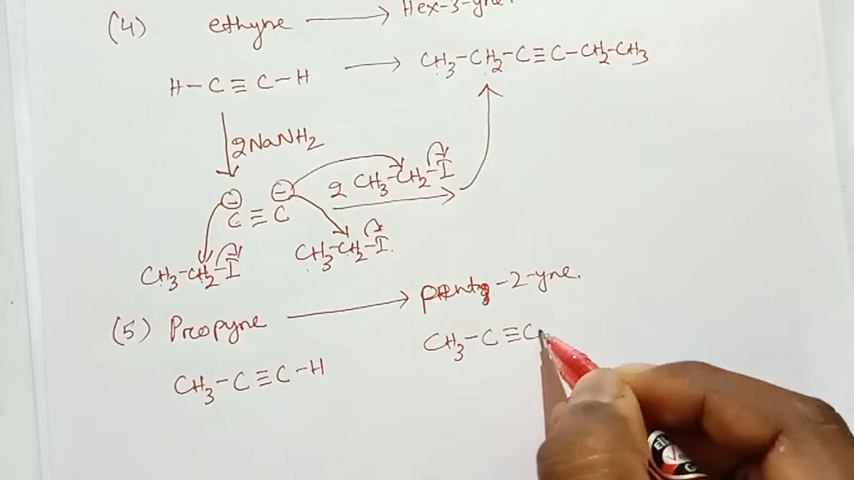 (4) ethyne ⟶ Hex-3-yne.
H-C≡C-H ⟶ CH3-CH2-C≡C-CH2-CH3
2NaNH2
⊖ ⊖
C≡C 2 CH3-CH2-I
CH3-CH2-I CH3-CH2-I.
(5) Propyne ⟶ pent-2-yne.
CH3-C≡C-H CH3-C≡C